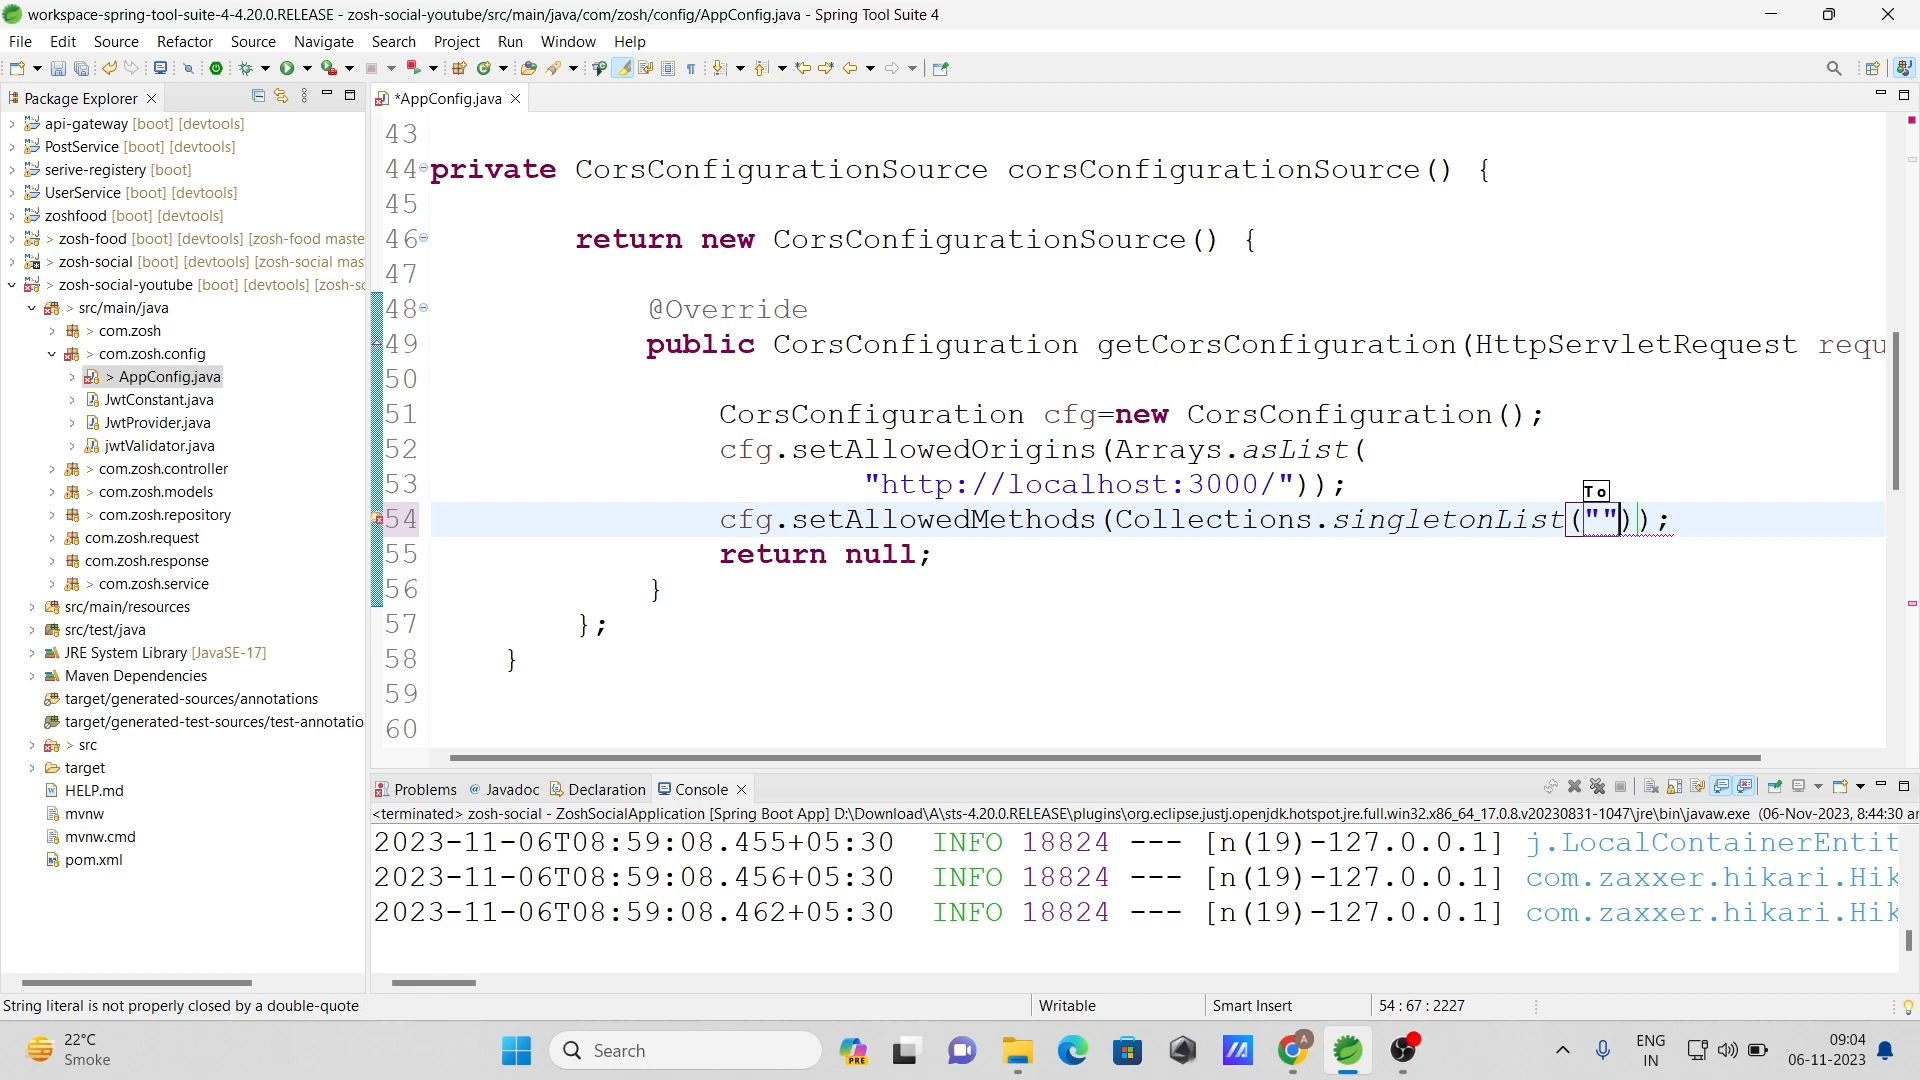 workspace-spring-tool-suite-4-4.20.0.RELEASE - zosh-social-youtube/src/main/java/com/zosh/config/AppConfig.java - Spring Tool Suite 4
File Edit Source Refactor Source Navigate Search Project Run Window Help
Package Explorer
*AppConfig.java
api-gateway [boot] [devtools]
PostService [boot] [devtools]
serive-registery [boot]
UserService [boot] [devtools]
zoshfood [boot] [devtools]
> zosh-food [boot] [devtools] [zosh-food maste
> zosh-social [boot] [devtools] [zosh-social mas
> zosh-social-youtube [boot] [devtools] [zosh-sc
> src/main/java
> com.zosh
> com.zosh.config
> AppConfig.java
JwtConstant.java
JwtProvider.java
jwtValidator.java
> com.zosh.controller
> com.zosh.models
> com.zosh.repository
com.zosh.request
com.zosh.response
> com.zosh.service
src/main/resources
src/test/java
JRE System Library [JavaSE-17]
Maven Dependencies
target/generated-sources/annotations
target/generated-test-sources/test-annotatio
> src
target
HELP.md
mvnw
mvnw.cmd
pom.xml
43
44 private CorsConfigurationSource corsConfigurationSource() {
45
46 return new CorsConfigurationSource() {
47
48 @Override
49 public CorsConfiguration getCorsConfiguration(HttpServletRequest requ
50
51 CorsConfiguration cfg=new CorsConfiguration();
52 cfg.setAllowedOrigins(Arrays.asList(
53 "http://localhost:3000/"));
To
54 cfg.setAllowedMethods(Collections.singletonList(""));
55 return null;
56 }
57 };
58 }
59
60
Problems @ Javadoc Declaration Console
<terminated> zosh-social - ZoshSocialApplication [Spring Boot App] D:\Download\A\sts-4.20.0.RELEASE\plugins\org.eclipse.justj.openjdk.hotspot.jre.full.win32.x86_64_17.0.8.v20230831-1047\jre\bin\javaw.exe (06-Nov-2023, 8:44:30 ar
2023-11-06T08:59:08.455+05:30 INFO 18824 --- [n(19)-127.0.0.1] j.LocalContainerEntit
2023-11-06T08:59:08.456+05:30 INFO 18824 --- [n(19)-127.0.0.1] com.zaxxer.hikari.Hik
2023-11-06T08:59:08.462+05:30 INFO 18824 --- [n(19)-127.0.0.1] com.zaxxer.hikari.Hik
String literal is not properly closed by a double-quote
Writable
Smart Insert
54 : 67 : 2227
22°C
Smoke
Search
PRE
A
ENG
IN
09:04
06-11-2023